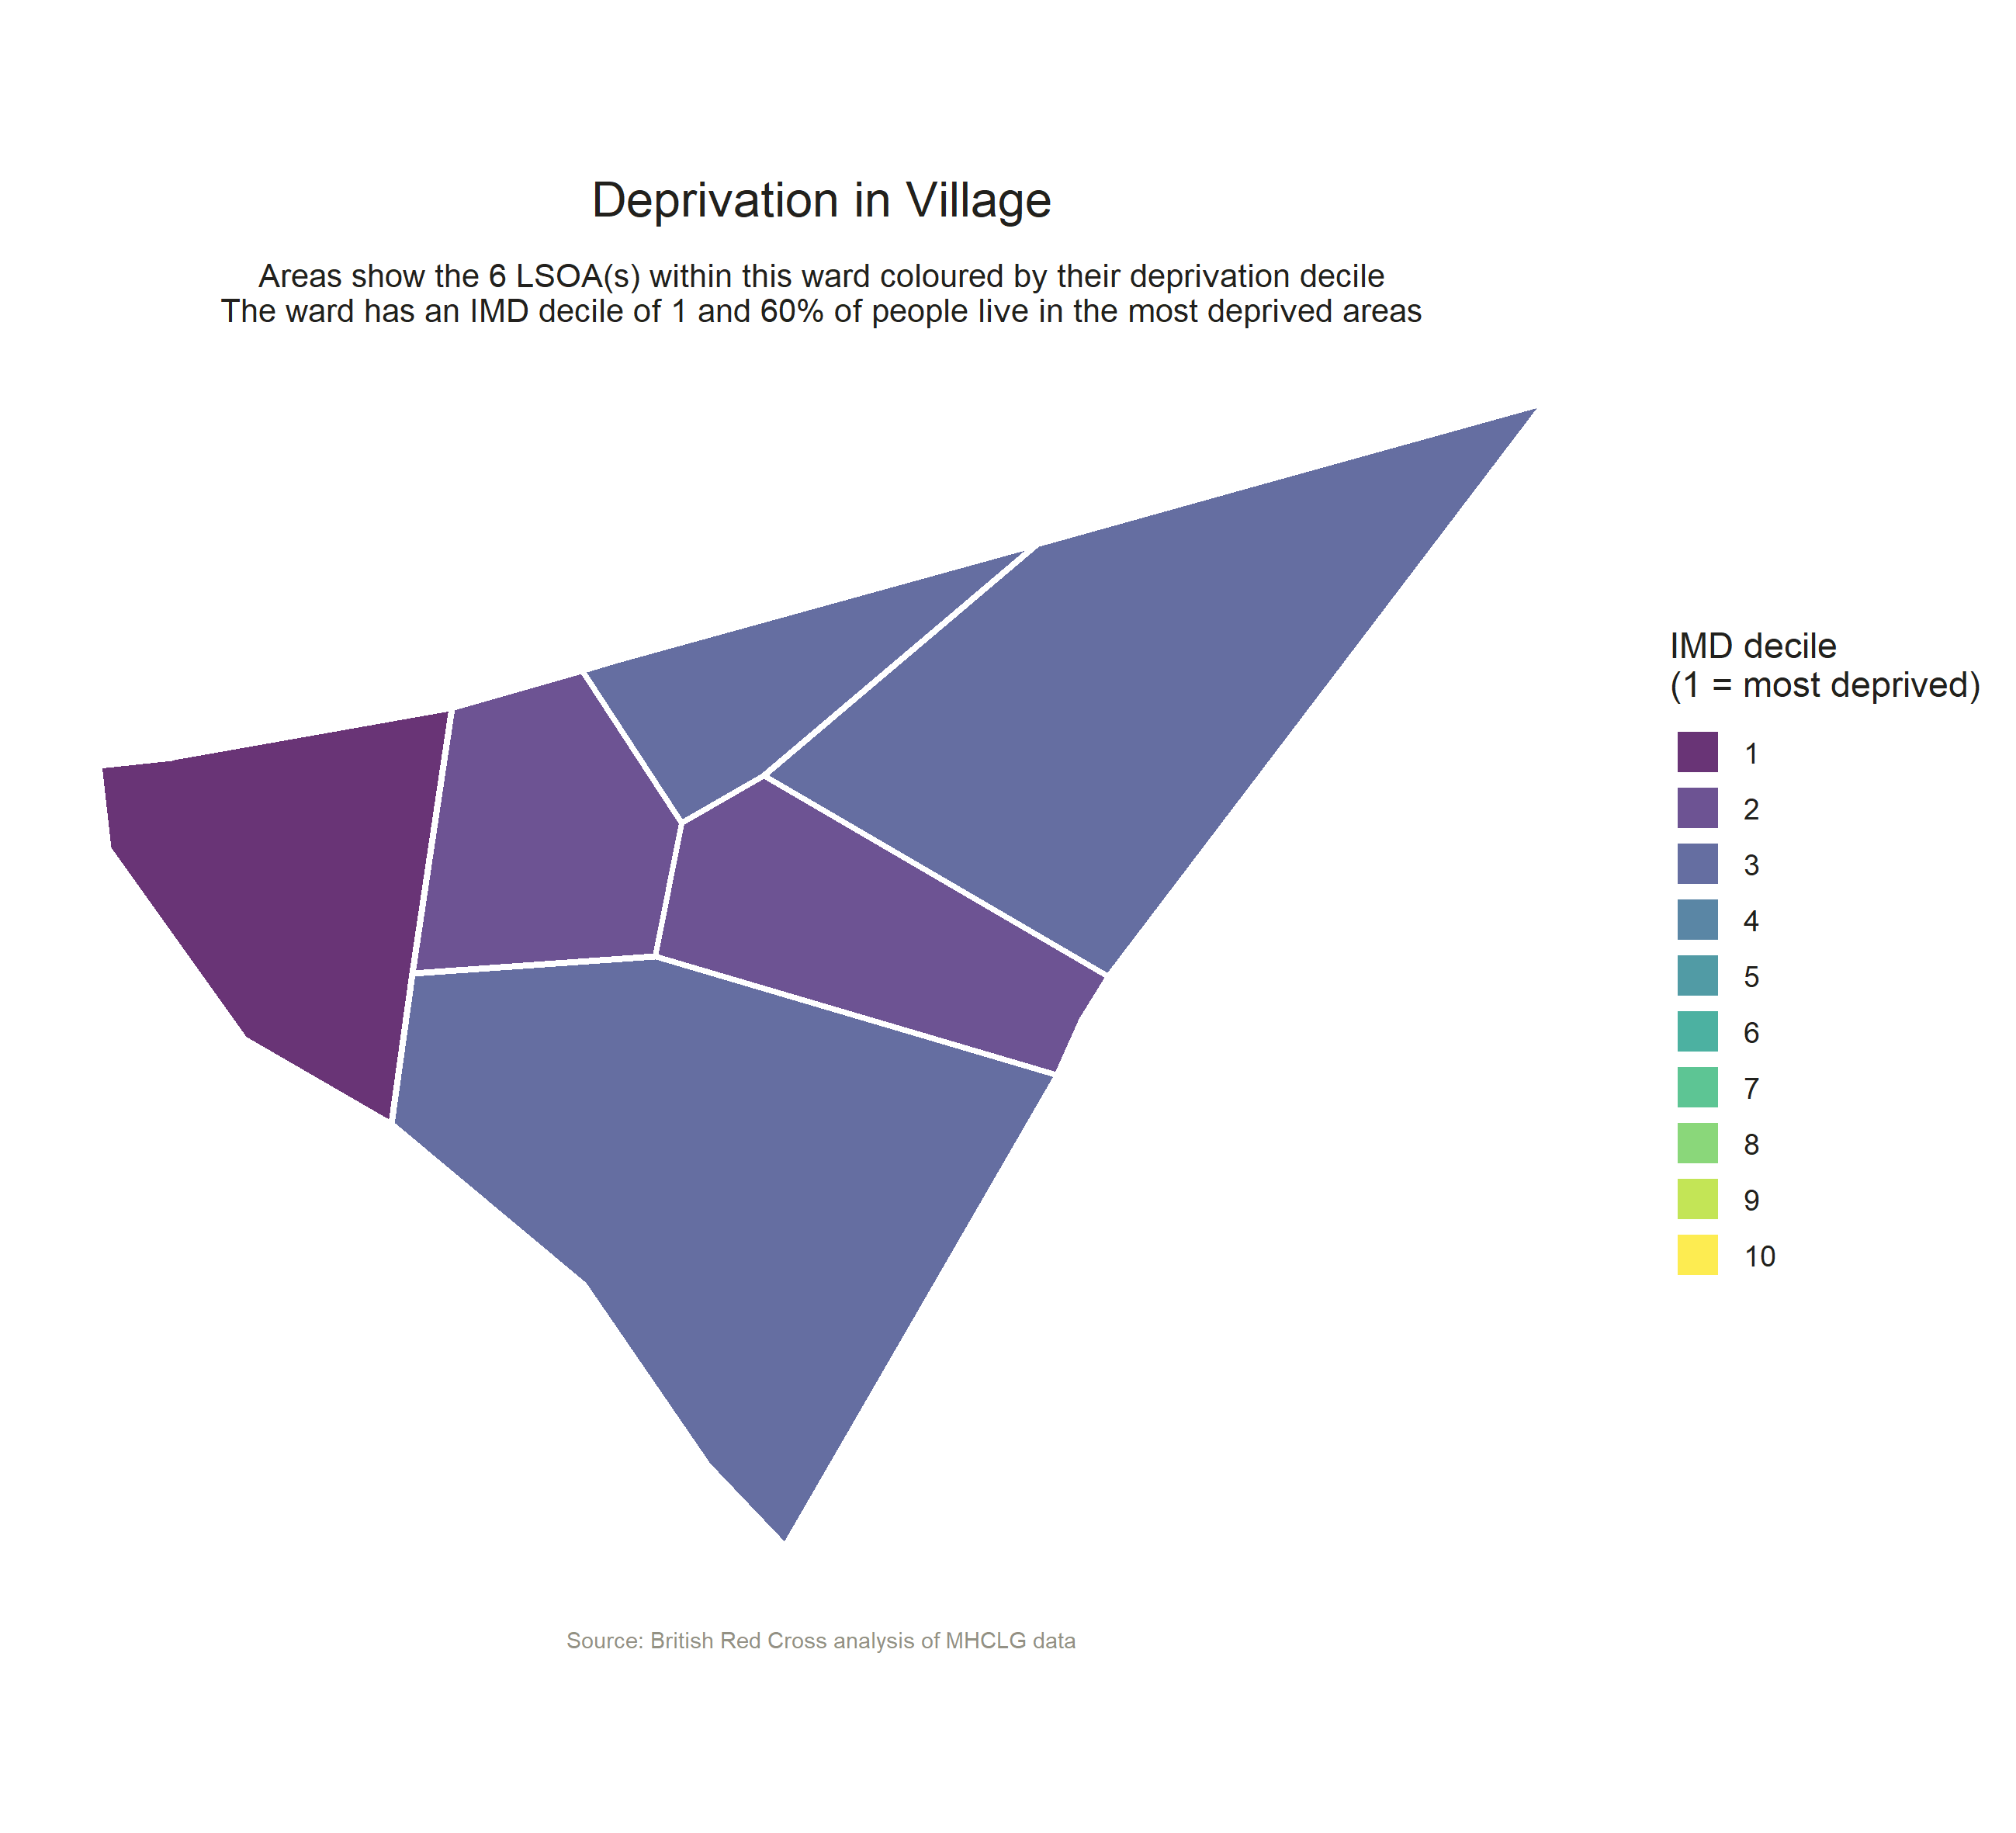 Deprivation in Village
Areas show the 6 LSOA(s) within this ward coloured by their deprivation decile
The ward has an IMD decile of 1 and 60% of people live in the most deprived areas
IMD decile
(1 = most deprived)
1
2
3
4
5
6
7
8
9
10
Source: British Red Cross analysis of MHCLG data